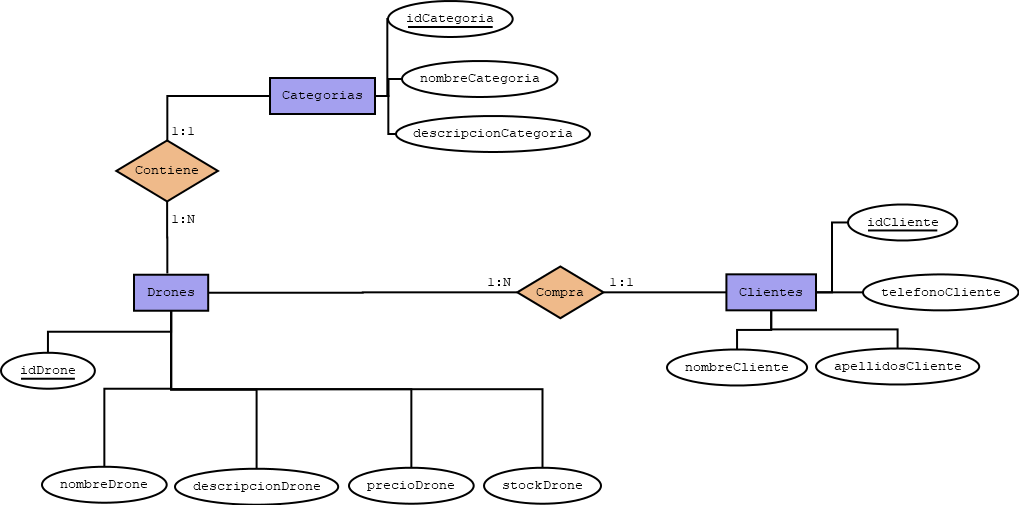 idCategoria
nombreCategoria
Categorias
descripcionCategoria
1:1
Contiene
1:N
idCliente
1:N
1:1
Drones
Compra
Clientes
telefonoCliente
idDrone
nombreCliente
apellidosCliente
nombreDrone
descripcionDrone
precioDrone
stockDrone